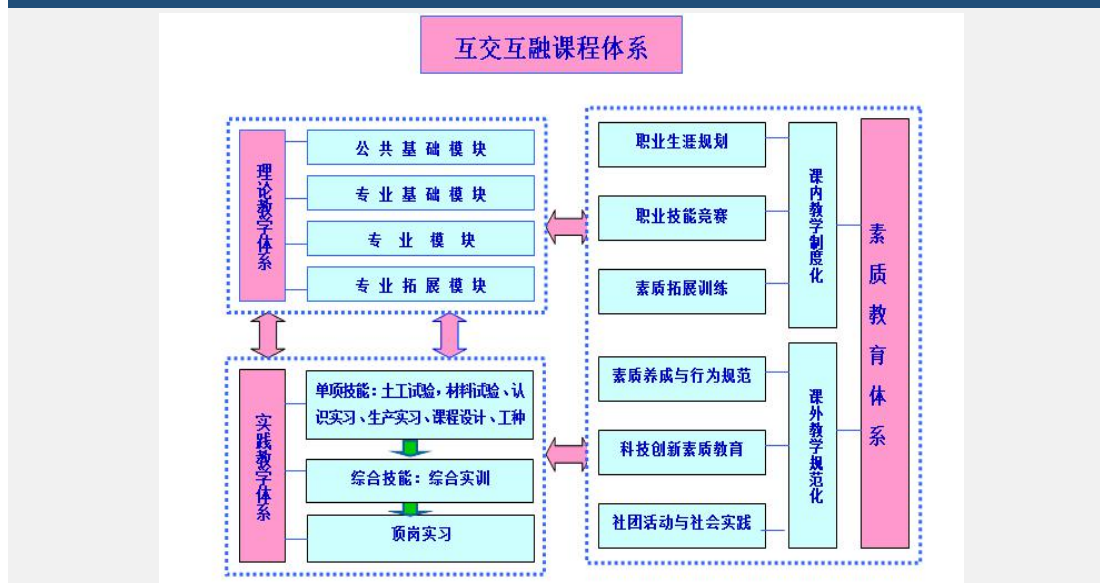 互交互融课程体系
理论教学体系
公共基础模块
专业基础模块
专业模块
专业拓展模块
实践教学体系
单项技能：土工试验，材料试验、认
识实习、生产实习、课程设计、工种
综合技能：综合实训
顶岗实习
职业生涯规划
职业技能竞赛
素质拓展训练
课内教学制度化
素质养成与行为规范
科技创新素质教育
社团活动与社会实践
课外教学规范化
素质教育体系